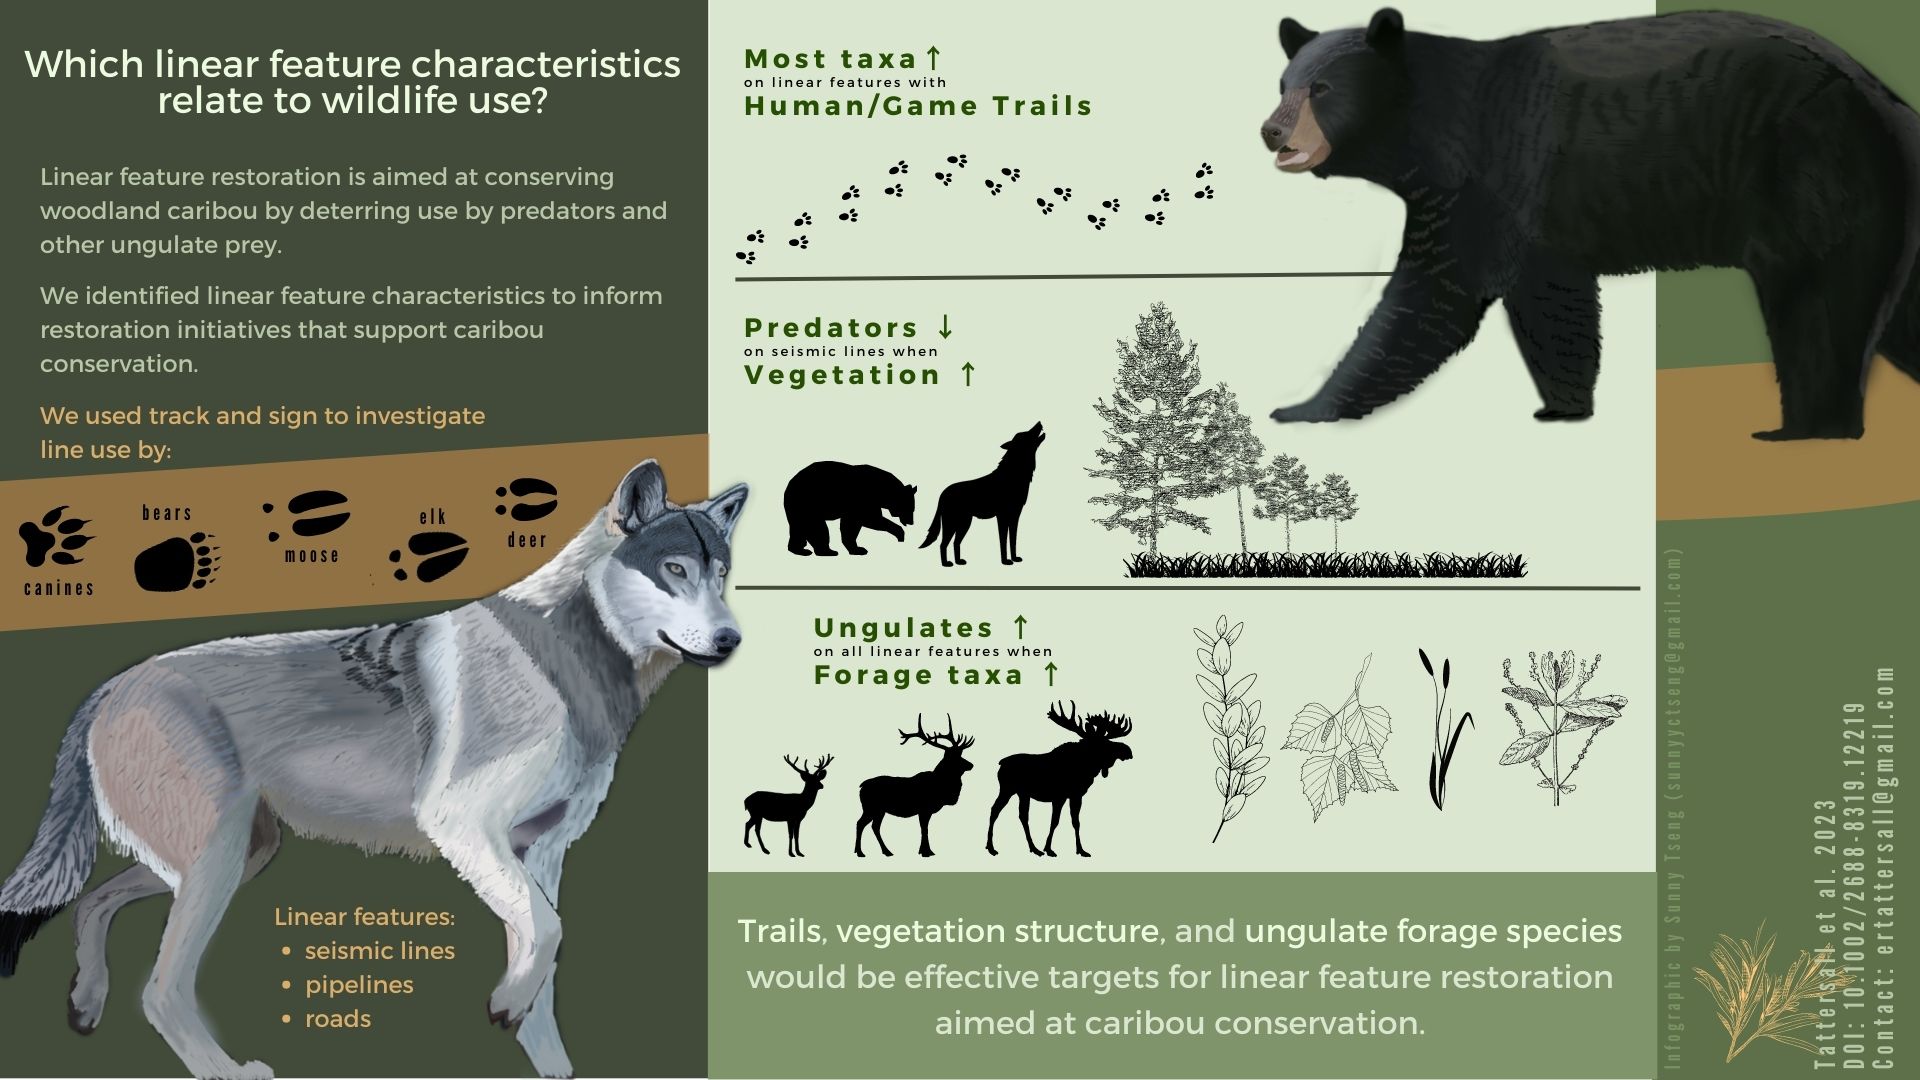 Which linear feature characteristics
relate to wildlife use?
Linear feature restoration is aimed at conserving
woodland caribou by deterring use by predators and
other ungulate prey.
We identified linear feature characteristics to inform
restoration initiatives that support caribou
conservation.
We used track and sign to investigate
line use by:
canines
bears
moose
elk
deer
Linear features:
• seismic lines
• pipelines
• roads
Most taxa ↑
on linear features with
Human/Game Trails
Predators ↓
on seismic lines when
Vegetation ↑
Ungulates ↑
on all linear features when
Forage taxa ↑
Trails, vegetation structure, and ungulate forage species
would be effective targets for linear feature restoration
aimed at caribou conservation.
Infographic by Sunny Tseng (sunnyctseng@gmail.com)
Tattersall et al. 2023
DOI: 10.1002/2688-8319.12219
Contact: ertattersall@gmail.com